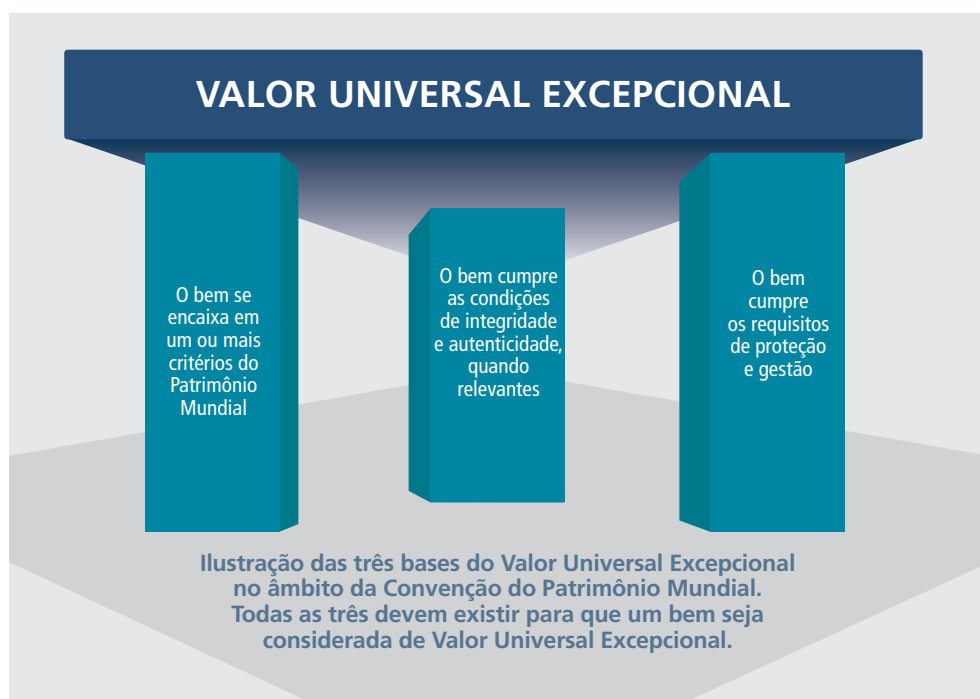 VALOR UNIVERSAL EXCEPCIONAL
O bem se
encaixa em
um ou mais
critérios do
Patrimônio
Mundial
O bem cumpre
as condições
de integridade
e autenticidade,
quando
relevantes
O bem
cumpre
os requisitos
de proteção
e gestão
Ilustração das três bases do Valor Universal Excepcional
no âmbito da Convenção do Patrimônio Mundial.
Todas as três devem existir para que um bem seja
considerada de Valor Universal Excepcional.